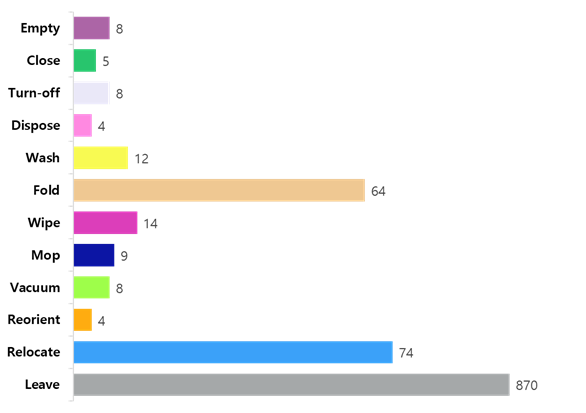 Empty 8
Close 5
Turn-off 8
Dispose 4
Wash 12
Fold 64
Wipe 14
Mop 9
Vacuum 8
Reorient 4
Relocate 74
Leave 870